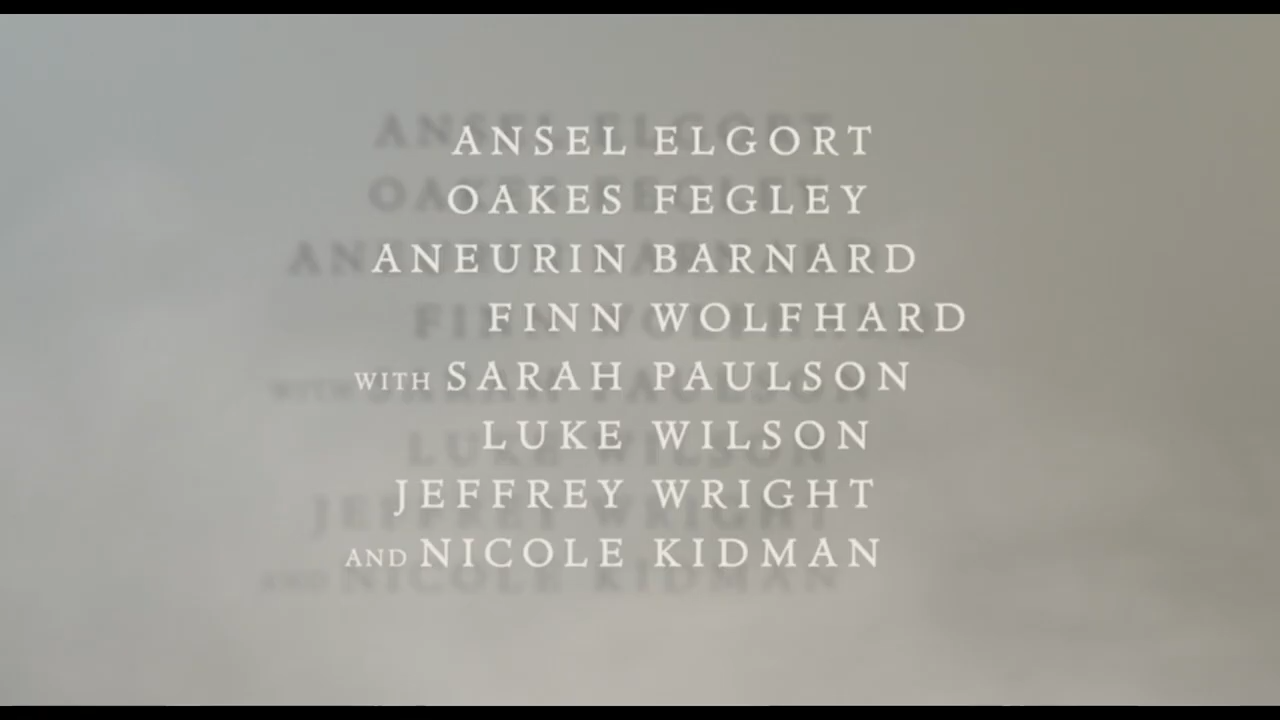 ANSEL ELGORT
OAKES FEGLEY
ANEURIN BARNARD
FINN WOLFHARD
WITH SARAH PAULSON
LUKE WILSON
JEFFREY WRIGHT
AND NICOLE KIDMAN